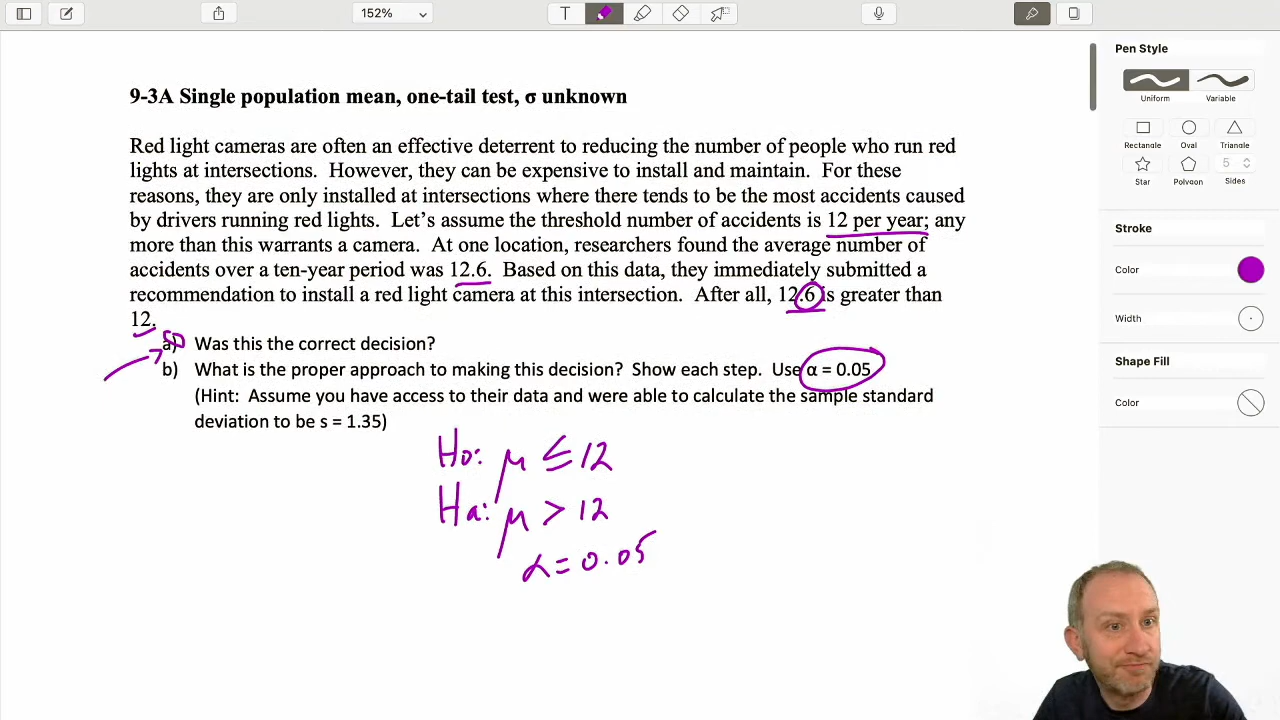 152%
T
9-3A Single population mean, one-tail test, σ unknown
Red light cameras are often an effective deterrent to reducing the number of people who run red
lights at intersections.  However, they can be expensive to install and maintain.  For these
reasons, they are only installed at intersections where there tends to be the most accidents caused
by drivers running red lights.  Let’s assume the threshold number of accidents is 12 per year; any
more than this warrants a camera.  At one location, researchers found the average number of
accidents over a ten-year period was 12.6.  Based on this data, they immediately submitted a
recommendation to install a red light camera at this intersection.  After all, 12.6 is greater than
12.
a) Was this the correct decision?
b) What is the proper approach to making this decision?  Show each step.  Use α = 0.05
(Hint:  Assume you have access to their data and were able to calculate the sample standard
deviation to be s = 1.35)
Ho: μ ≤ 12
Ha: μ > 12
α = 0.05
Pen Style
Uniform
Variable
Rectangle
Oval
Triangle
5
Star
Polygon
Sides
Stroke
Color
Width
Shape Fill
Color